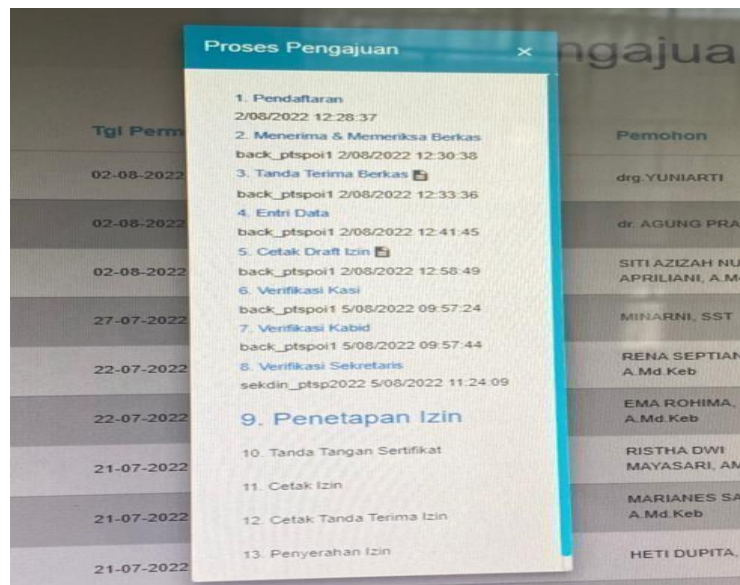 Proses Pengajuan ×
ngajua
1. Pendaftaran
2/08/2022 12:28:37
2. Menerima & Memeriksa Berkas
back_ptspoi1 2/08/2022 12:30:38
3. Tanda Terima Berkas
back_ptspoi1 2/08/2022 12:33:36
4. Entri Data
back_ptspoi1 2/08/2022 12:41:45
5. Cetak Draft Izin
back_ptspoi1 2/08/2022 12:58:49
6. Verifikasi Kasi
back_ptspoi1 5/08/2022 09:57:24
7. Verifikasi Kabid
back_ptspoi1 5/08/2022 09:57:44
8. Verifikasi Sekretaris
sekdin_ptsp2022 5/08/2022 11:24:09
9. Penetapan Izin
10. Tanda Tangan Sertifikat
11. Cetak Izin
12. Cetak Tanda Terima Izin
13. Penyerahan Izin
Tgl Perm
02-08-2022
02-08-2022
02-08-2022
27-07-2022
22-07-2022
22-07-2022
21-07-2022
21-07-2022
21-07-2022
Pemohon
drg.YUNIARTI
dr. AGUNG PRA
SITI AZIZAH NU
APRILIANI, A.M
MINARNI, SST
RENA SEPTIAN
A.Md.Keb
EMA ROHIMA,
A.Md.Keb
RISTHA DWI
MAYASARI, AM
MARIANES SA
A.Md.Keb
HETI DUPITA,